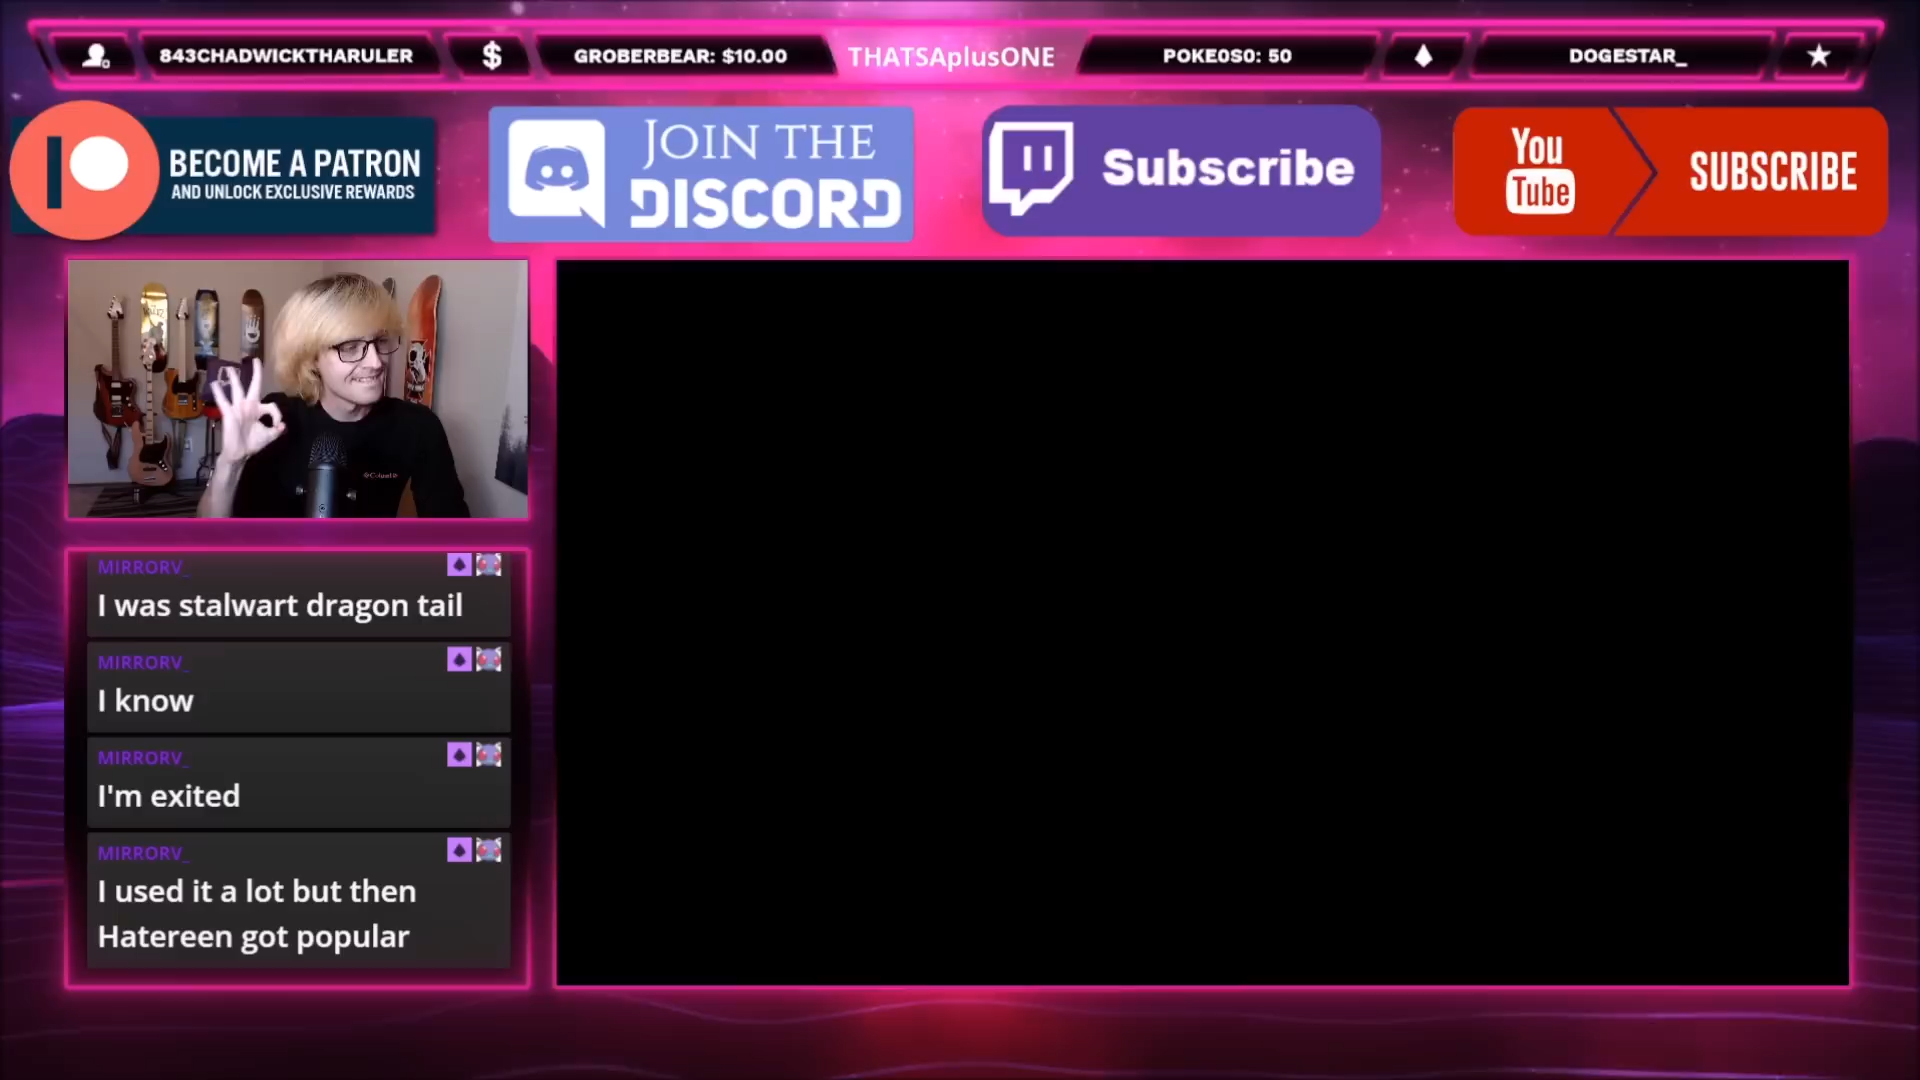 843CHADWICKTHARULER
$
GROBERBEAR: $10.00
THATSAplusONE
POKE0S0: 50
DOGESTAR_
BECOME A PATRON
AND UNLOCK EXCLUSIVE REWARDS
JOIN THE
DISCORD
Subscribe
You
Tube
SUBSCRIBE
MIRRORV_
I was stalwart dragon tail
MIRRORV_
I know
MIRRORV_
I'm exited
MIRRORV_
I used it a lot but then
Hatereen got popular